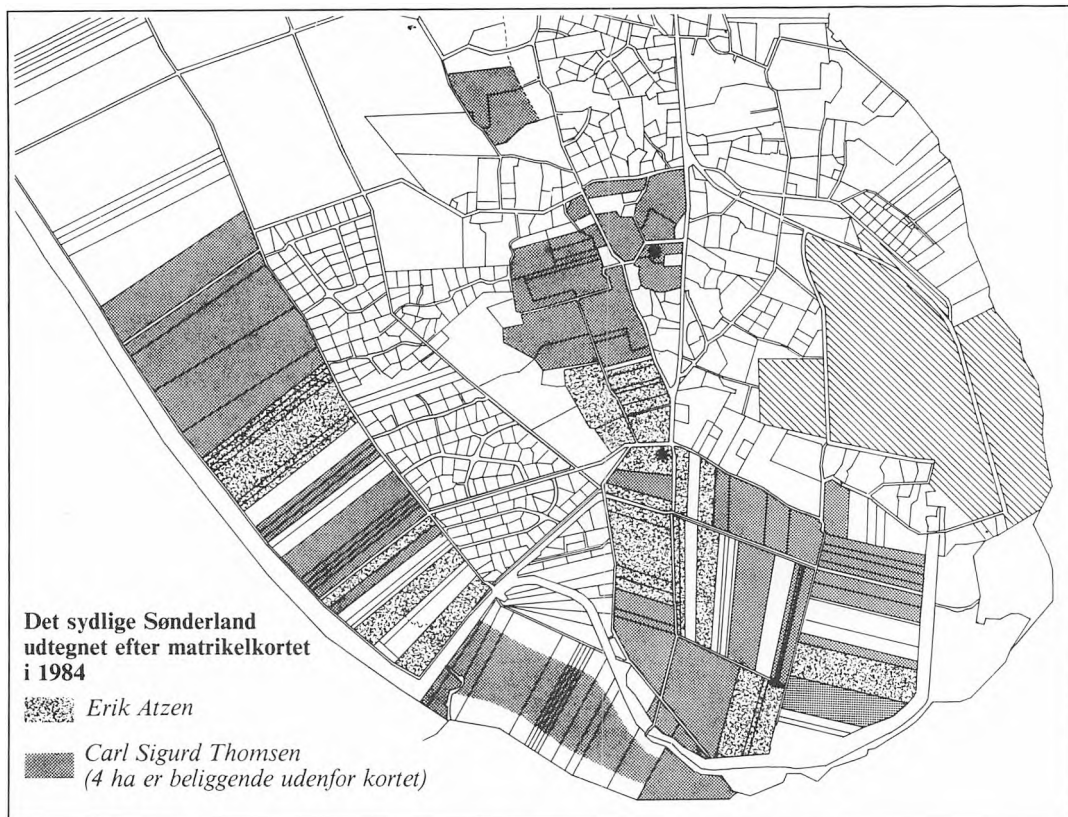 Det sydlige Sønderland
udtegnet efter matrikelkortet
i 1984
Erik Atzen
Carl Sigurd Thomsen
(4 ha er beliggende udenfor kortet)